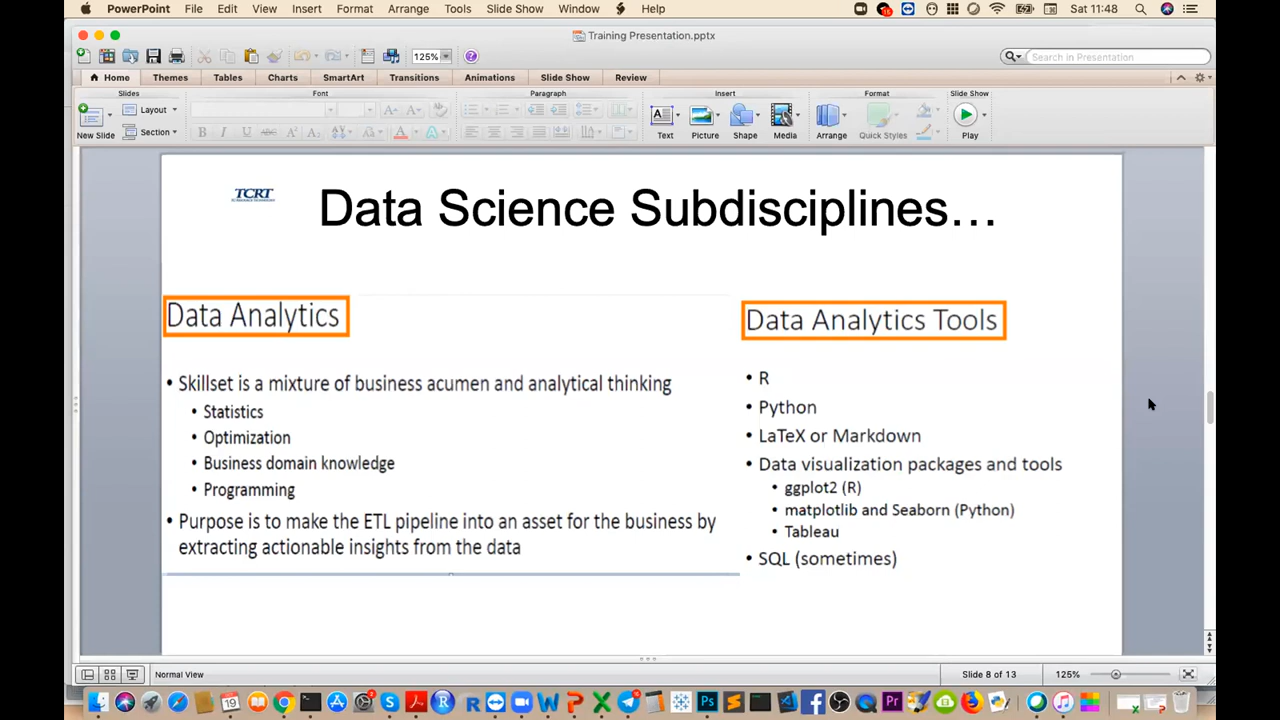 PowerPoint File Edit View Insert Format Arrange Tools Slide Show Window Help Sat 11:48
Training Presentation.pptx
125% Search in Presentation
Home Themes Tables Charts SmartArt Transitions Animations Slide Show Review
Slides Font Paragraph Insert Format Slide Show
Layout
New Slide Section Text Picture Shape Media Arrange Quick Styles Play
TCRT
Data Science Subdisciplines…
Data Analytics
• Skillset is a mixture of business acumen and analytical thinking
• Statistics
• Optimization
• Business domain knowledge
• Programming
• Purpose is to make the ETL pipeline into an asset for the business by
extracting actionable insights from the data
Data Analytics Tools
• R
• Python
• LaTeX or Markdown
• Data visualization packages and tools
• ggplot2 (R)
• matplotlib and Seaborn (Python)
• Tableau
• SQL (sometimes)
Normal View Slide 8 of 13 125%